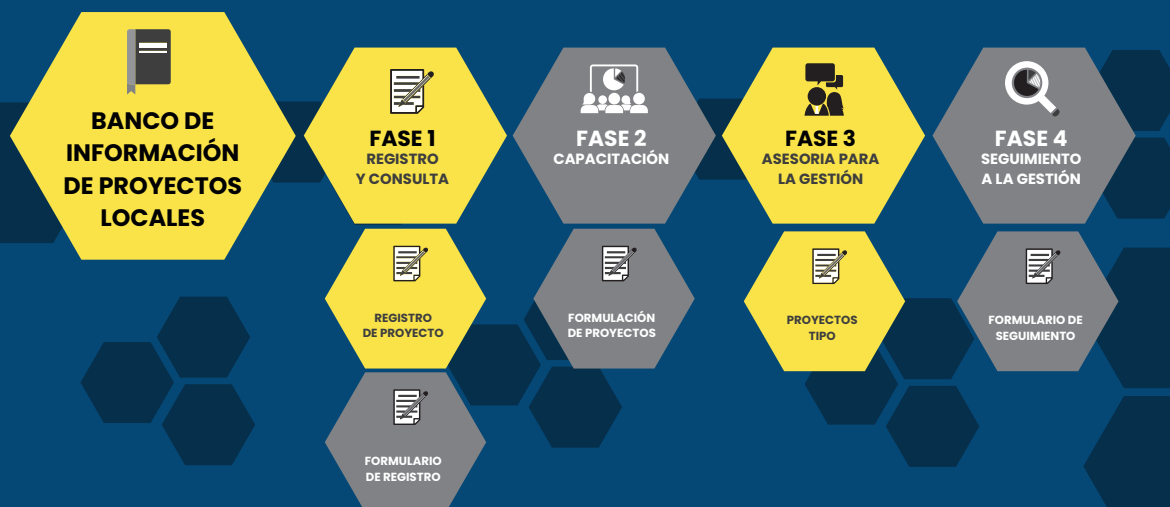 BANCO DE
INFORMACIÓN
DE PROYECTOS
LOCALES
FASE 1
REGISTRO
Y CONSULTA
REGISTRO
DE PROYECTO
FORMULARIO
DE REGISTRO
FASE 2
CAPACITACIÓN
FORMULACIÓN
DE PROYECTOS
FASE 3
ASESORIA PARA
LA GESTIÓN
PROYECTOS
TIPO
FASE 4
SEGUIMIENTO
A LA GESTIÓN
FORMULARIO DE
SEGUIMIENTO